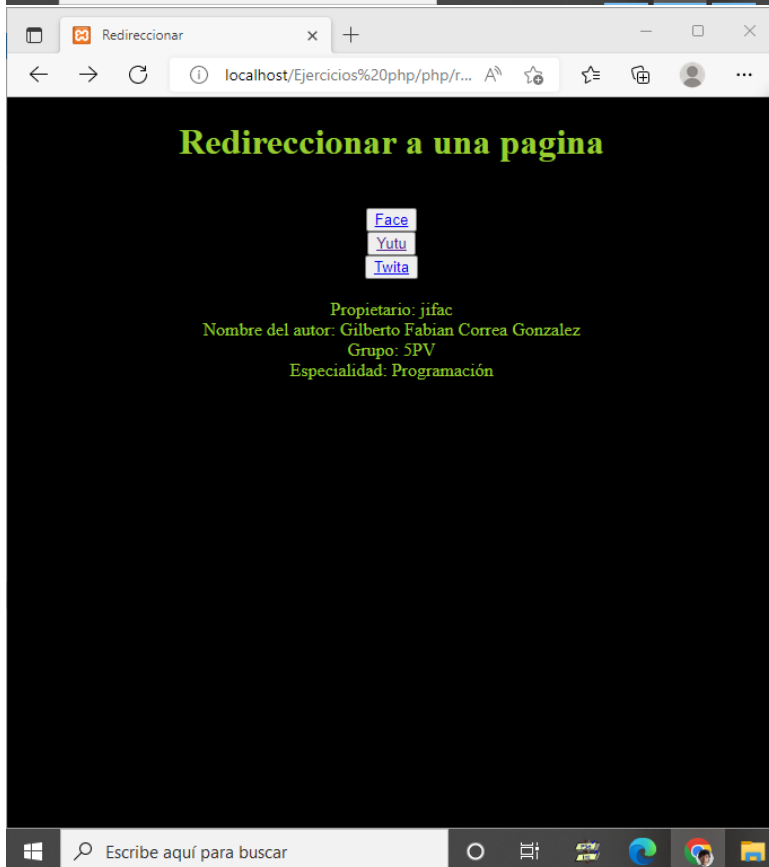 Redireccionar
localhost/Ejercicios%20php/php/r...
Redireccionar a una pagina
Face
Yutu
Twita
Propietario: jifac
Nombre del autor: Gilberto Fabian Correa Gonzalez
Grupo: 5PV
Especialidad: Programación
Escribe aquí para buscar